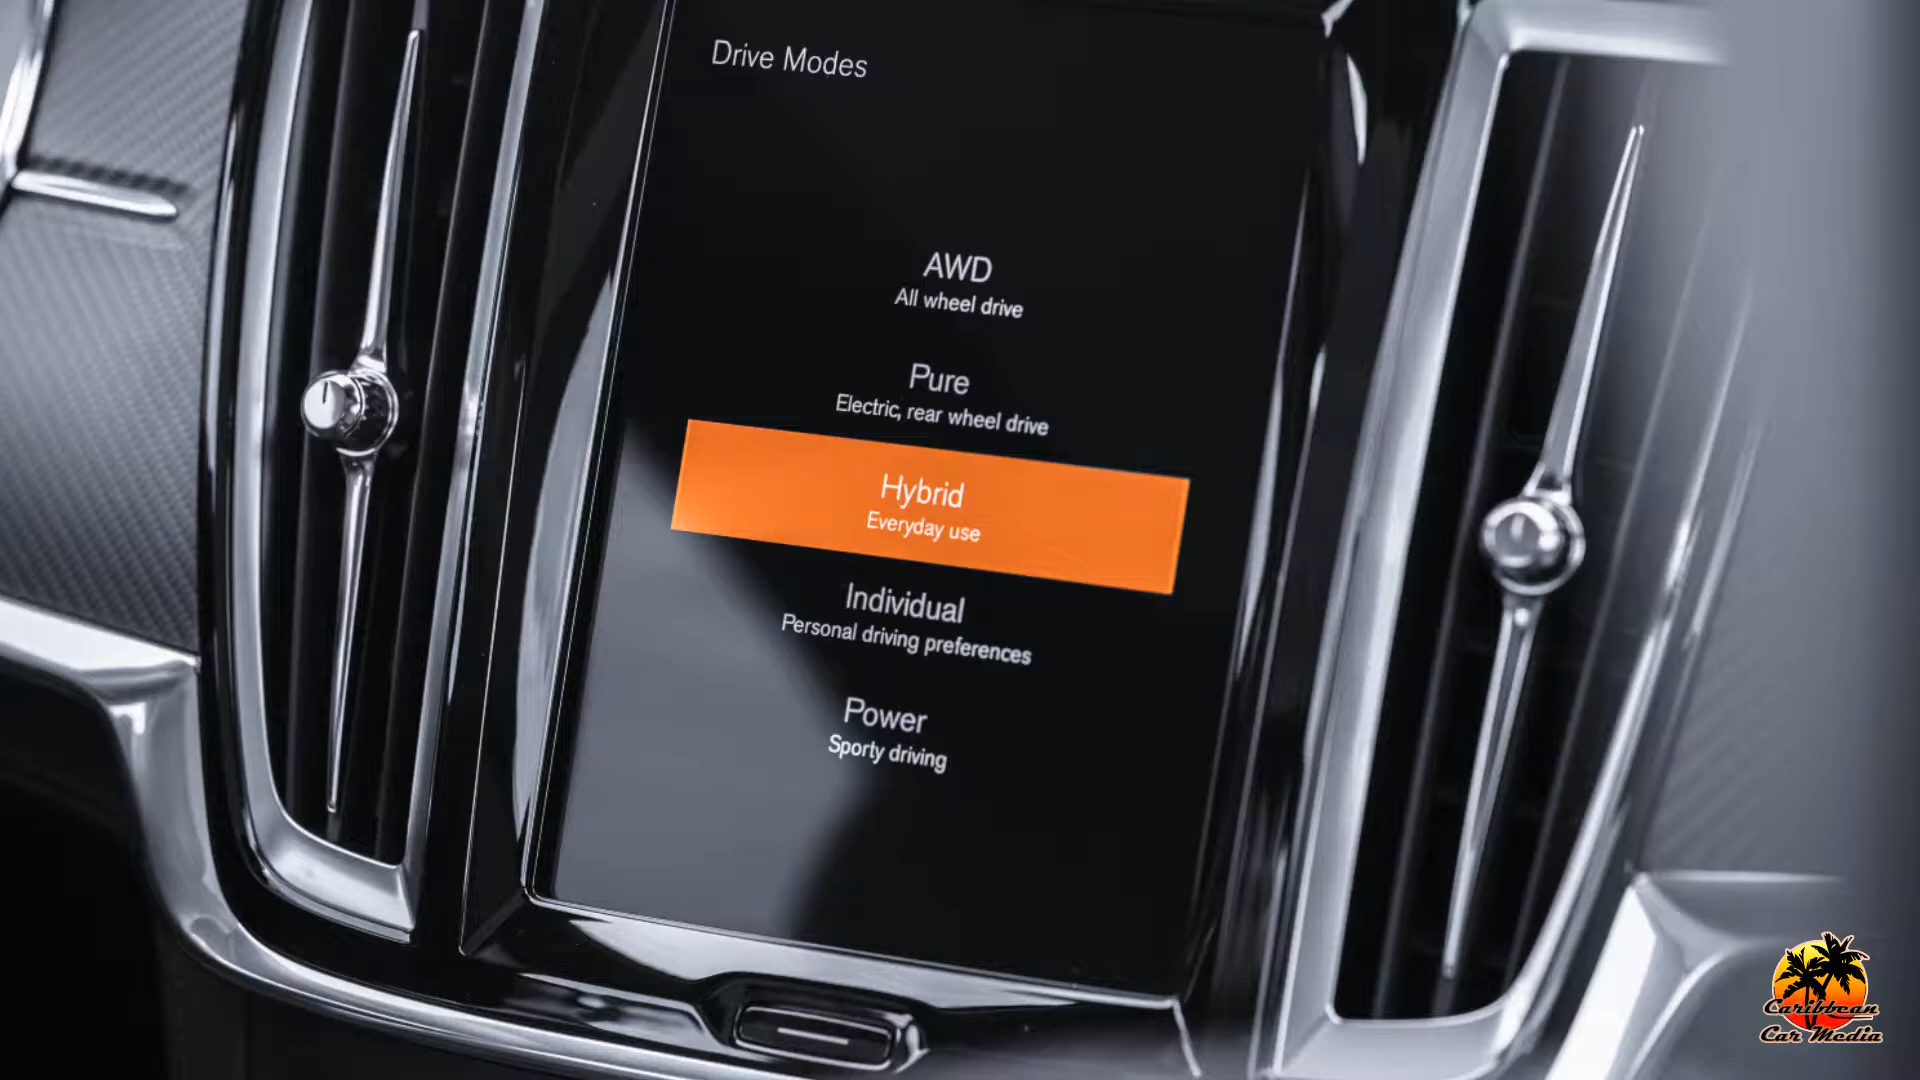 Drive Modes
AWD
All wheel drive
Pure
Electric, rear wheel drive
Hybrid
Everyday use
Individual
Personal driving preferences
Power
Sporty driving
Caribbean
Car Media